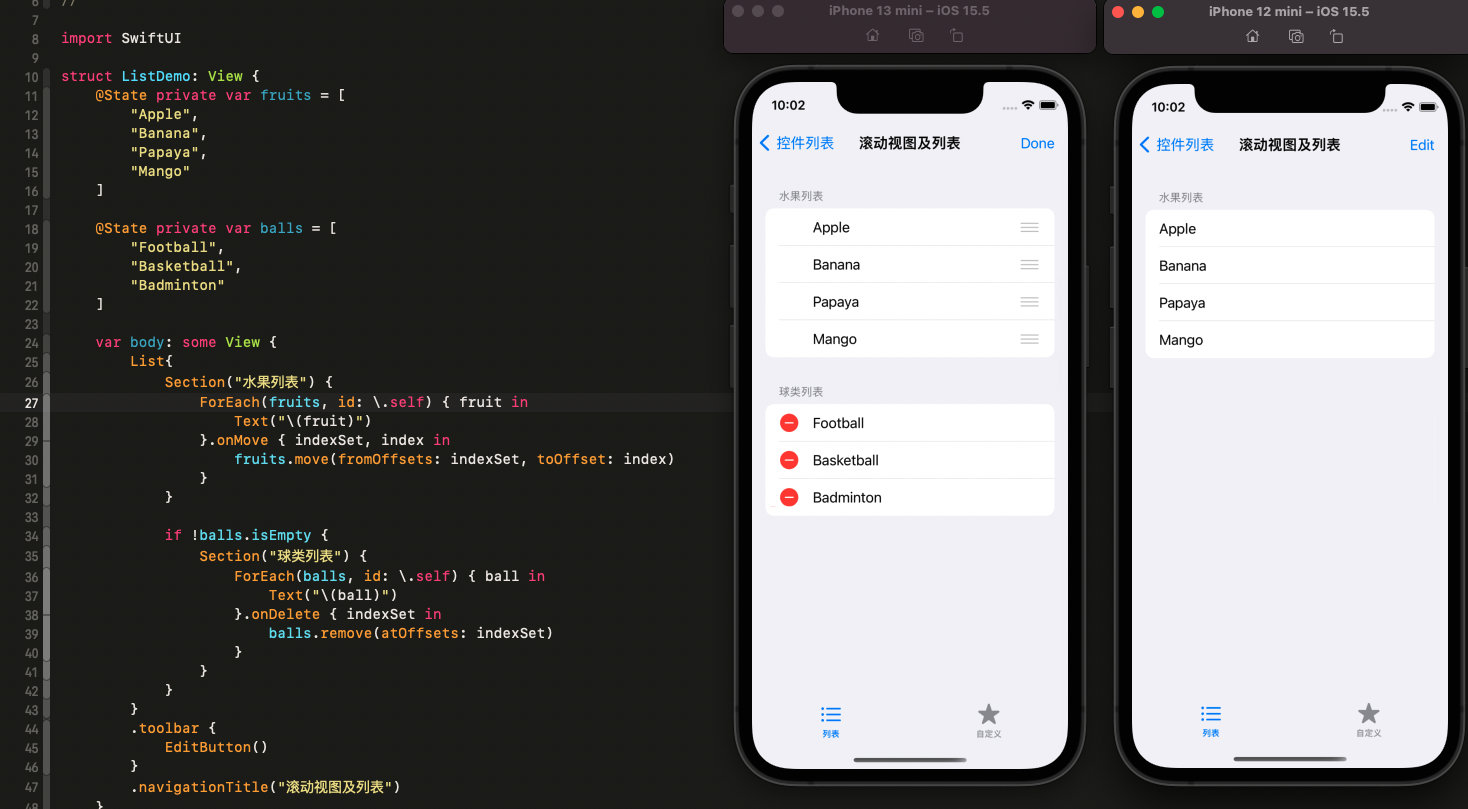 6 //
7
8 import SwiftUI
9
10 struct ListDemo: View {
11 @State private var fruits = [
12 "Apple",
13 "Banana",
14 "Papaya",
15 "Mango"
16 ]
17
18 @State private var balls = [
19 "Football",
20 "Basketball",
21 "Badminton"
22 ]
23
24 var body: some View {
25 List{
26 Section("水果列表") {
27 ForEach(fruits, id: \.self) { fruit in
28 Text("\(fruit)")
29 }.onMove { indexSet, index in
30 fruits.move(fromOffsets: indexSet, toOffset: index)
31 }
32 }
33
34 if !balls.isEmpty {
35 Section("球类列表") {
36 ForEach(balls, id: \.self) { ball in
37 Text("\(ball)")
38 }.onDelete { indexSet in
39 balls.remove(atOffsets: indexSet)
40 }
41 }
42 }
43 }
44 .toolbar {
45 EditButton()
46 }
47 .navigationTitle("滚动视图及列表")
48 }
iPhone 13 mini – iOS 15.5
10:02
控件列表 滚动视图及列表 Done
水果列表
Apple
Banana
Papaya
Mango
球类列表
Football
Basketball
Badminton
列表 自定义
iPhone 12 mini – iOS 15.5
10:02
控件列表 滚动视图及列表 Edit
水果列表
Apple
Banana
Papaya
Mango
列表 自定义